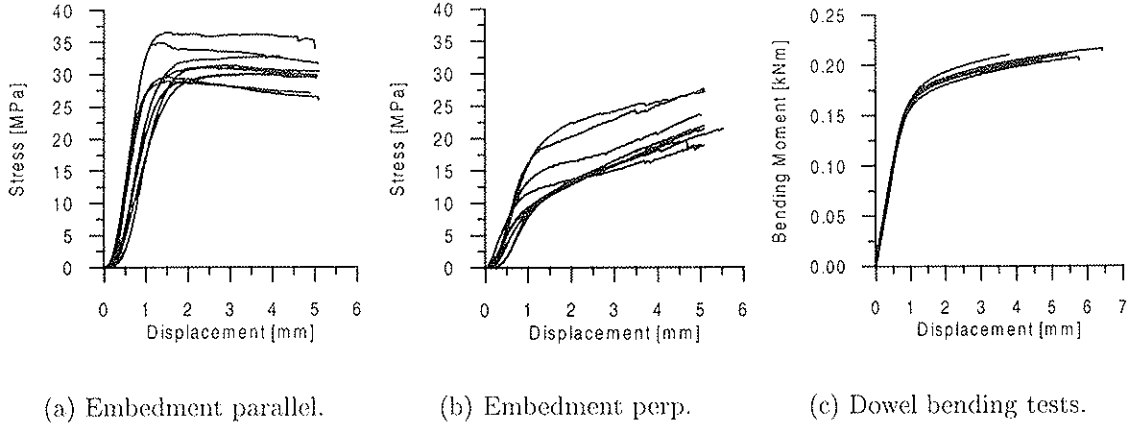 40
35
30
25
20
15
10
5
0
Stress [MPa]
0 1 2 3 4 5 6
Displacement [mm]
(a) Embedment parallel.
40
35
30
25
20
15
10
5
0
Stress [MPa]
0 1 2 3 4 5 6
Displacement [mm]
(b) Embedment perp.
0.25
0.20
0.15
0.10
0.05
0.00
Bending Moment [kNm]
0 1 2 3 4 5 6 7
Displacement [mm]
(c) Dowel bending tests.